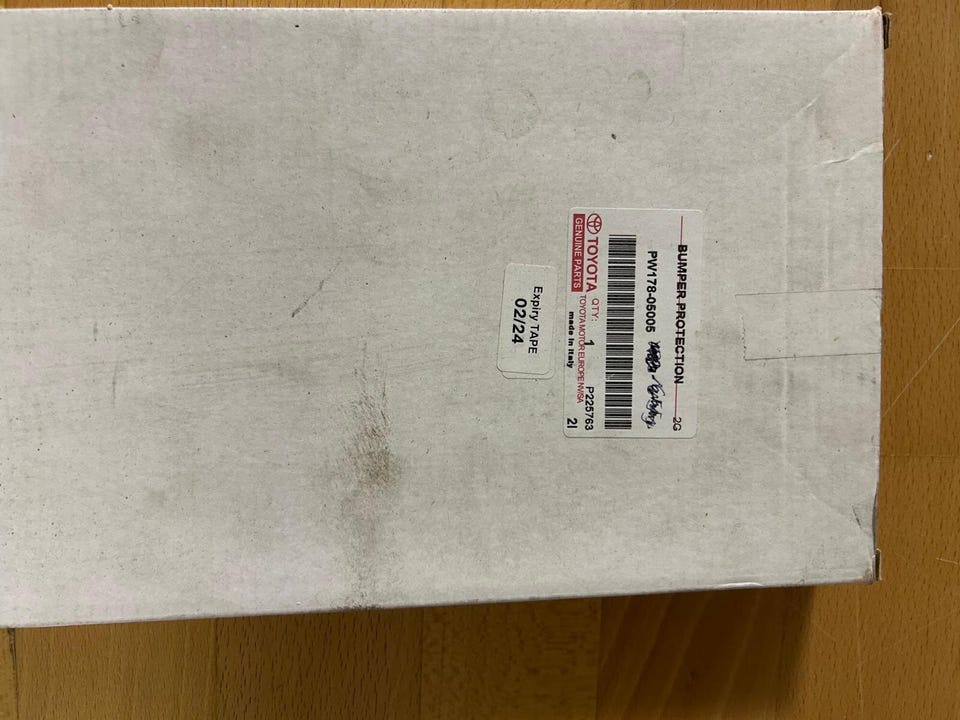 BUMPER PROTECTION
2G
PW178-05005
TOYOTA
GENUINE PARTS
QTY: 1
P225763
TOYOTA MOTOR EUROPE NV/SA
made in Italy
2I
Expiry TAPE
02/24